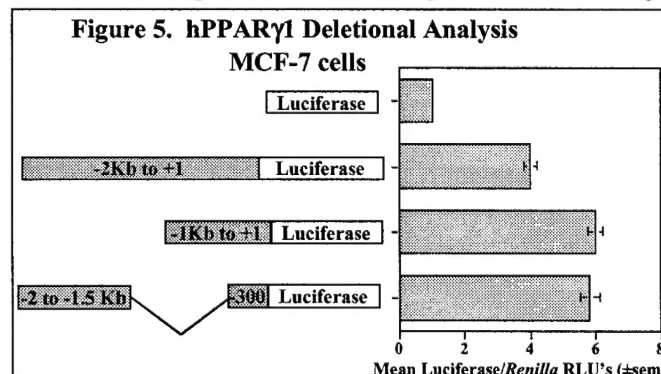 Figure 5. hPPARγ1 Deletional Analysis
MCF-7 cells
Luciferase
-2Kb to +1 Luciferase
-1Kb to +1 Luciferase
-2 to -1.5 Kb -300 Luciferase
0 2 4 6 8
Mean Luciferase/Renilla RLU's (±sem